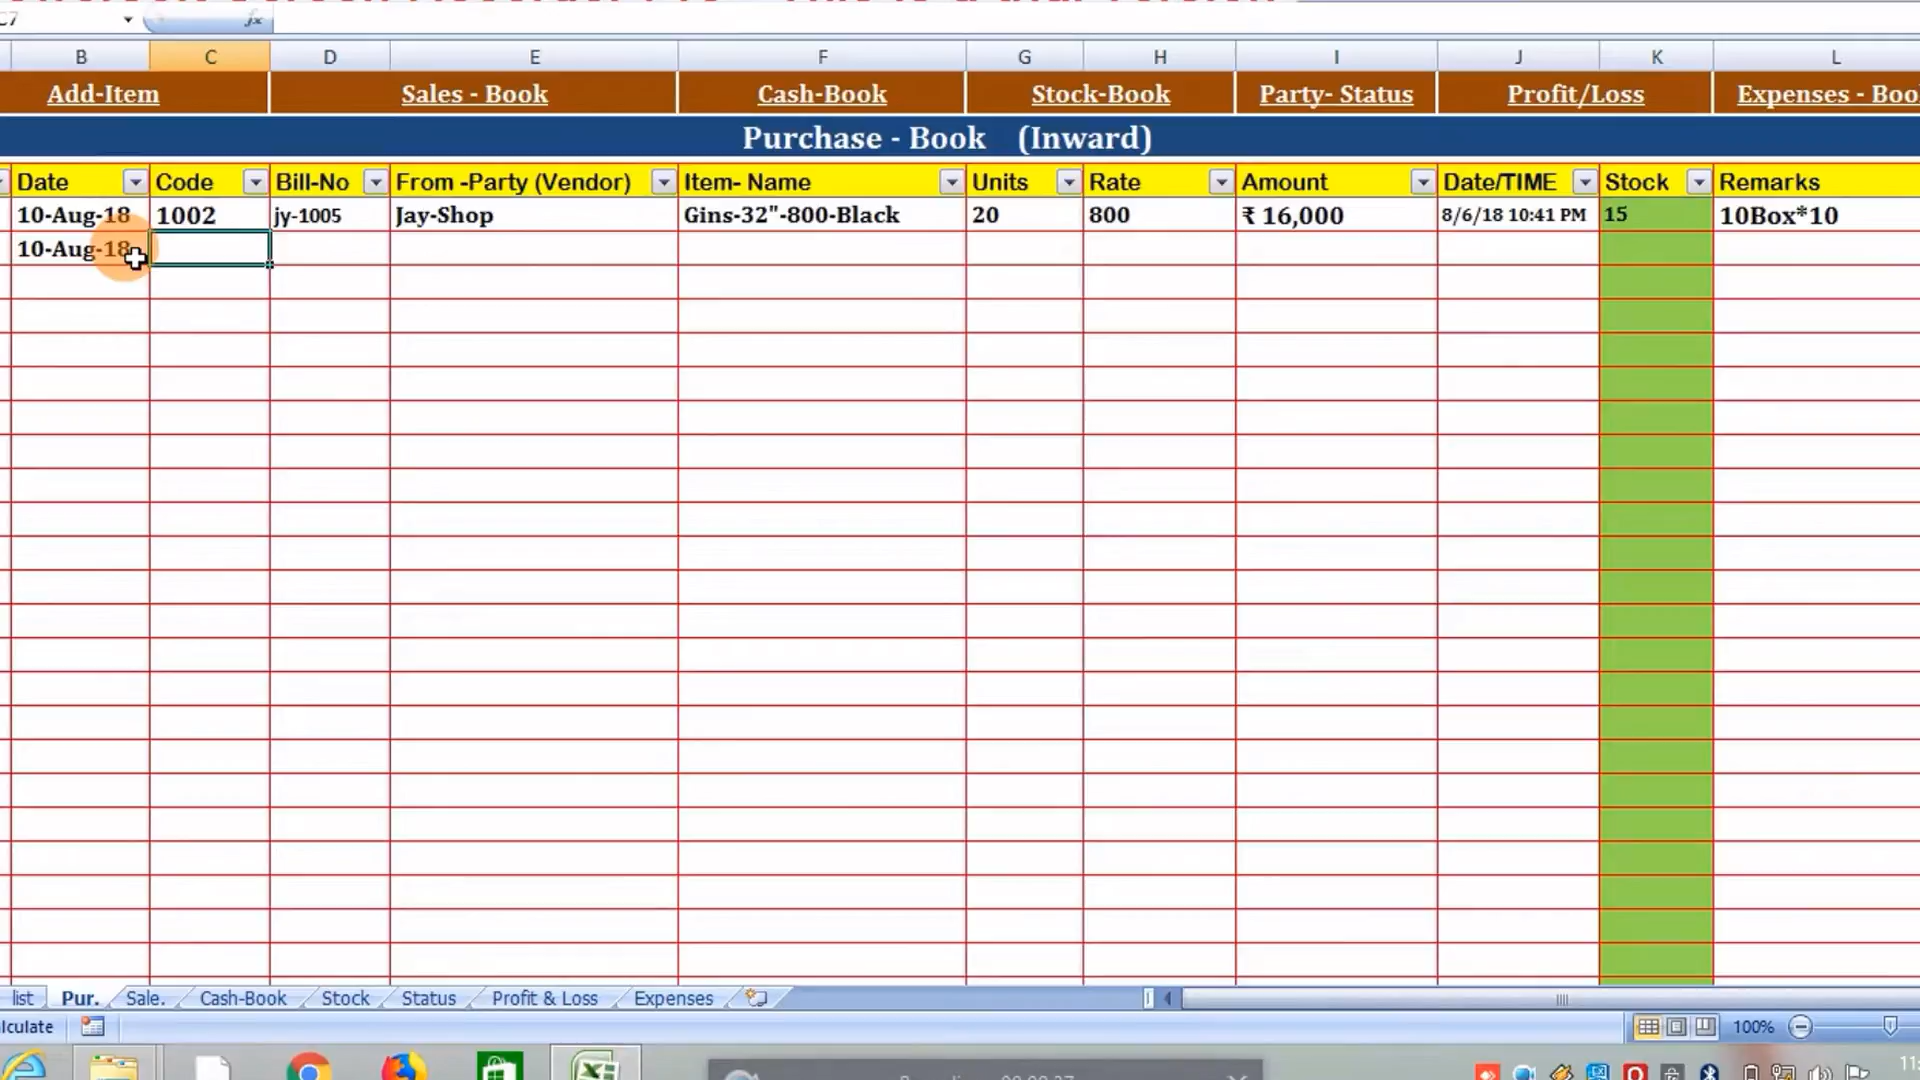 C7 fx
B C D E F G H I J K L
Add-Item Sales - Book Cash-Book Stock-Book Party- Status Profit/Loss Expenses - Boo
Purchase - Book (Inward)
Date Code Bill-No From -Party (Vendor) Item- Name Units Rate Amount Date/TIME Stock Remarks
10-Aug-18 1002 jy-1005 Jay-Shop Gins-32"-800-Black 20 800 ₹ 16,000 8/6/18 10:41 PM 15 10Box*10
10-Aug-18
list Pur. Sale. Cash-Book Stock Status Profit & Loss Expenses
lculate 100%